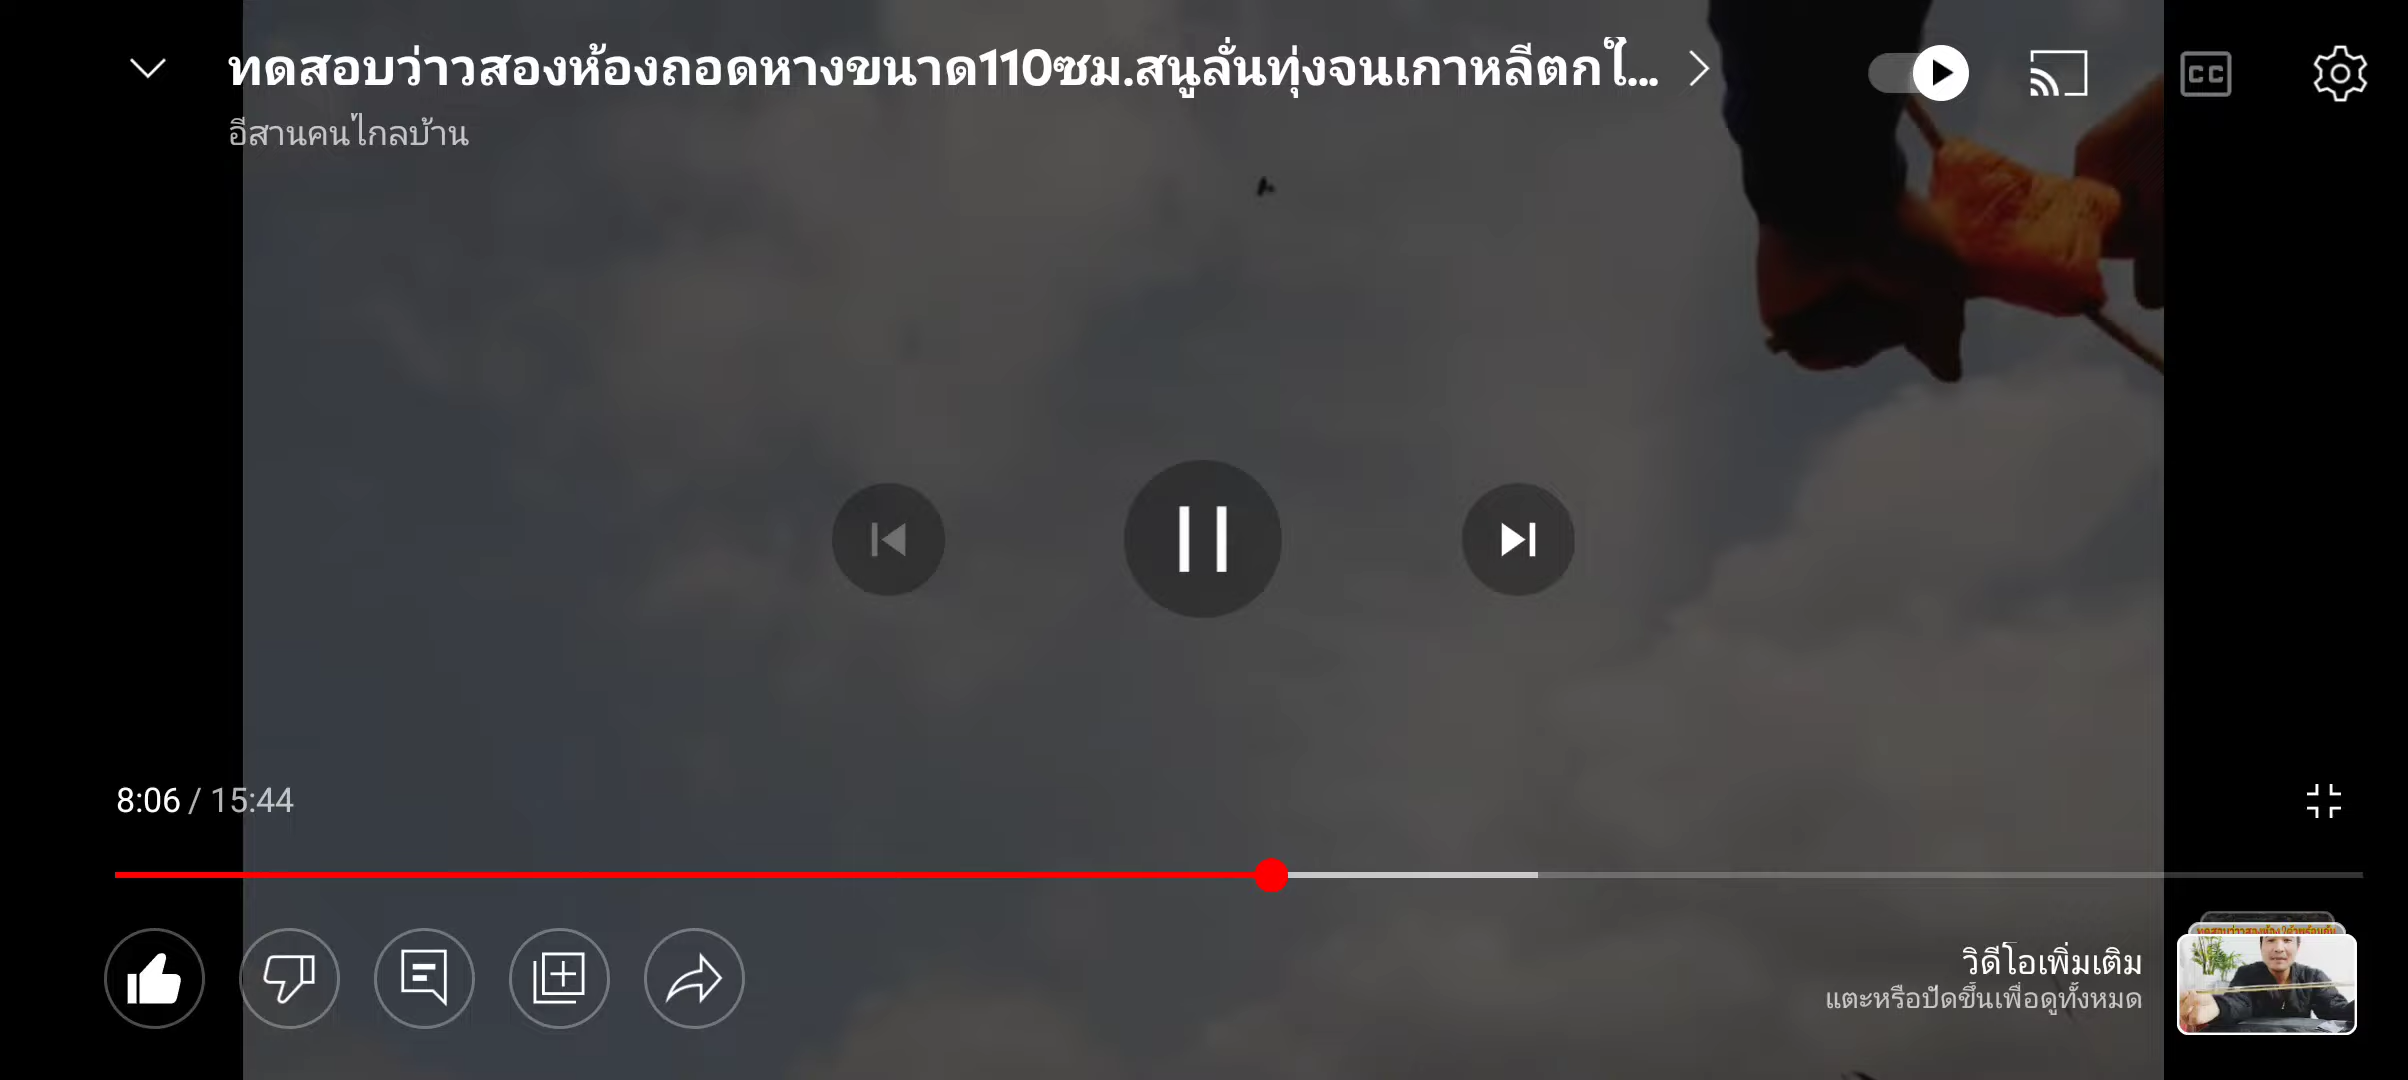 ทดสอบว่าวสองห้องถอดหางขนาด110ซม.สนูลั่นทุ่งจนเกาหลีตกใ...
อีสานคนไกลบ้าน
CC
8:06 / 15:44
วิดีโอเพิ่มเติม
แตะหรือปัดขึ้นเพื่อดูทั้งหมด